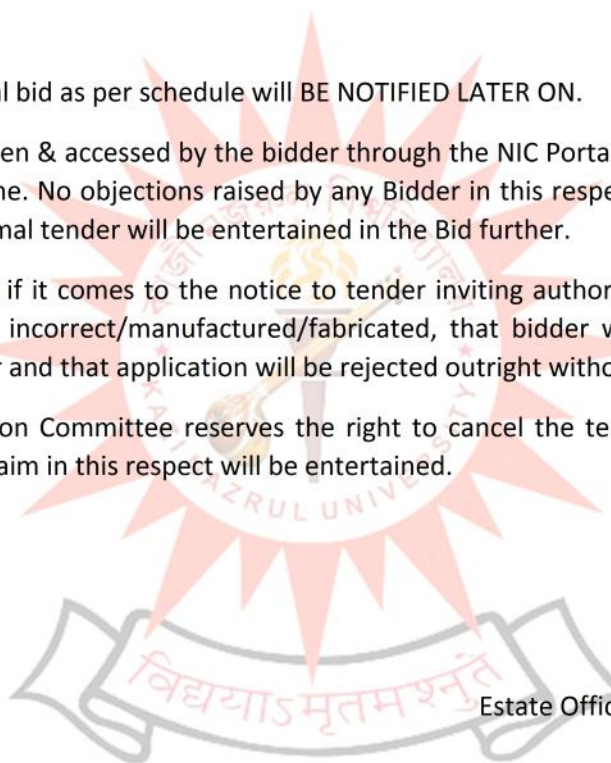 l bid as per schedule will BE NOTIFIED LATER ON.
en & accessed by the bidder through the NIC Porta
ne. No objections raised by any Bidder in this respe
mal tender will be entertained in the Bid further.
if it comes to the notice to tender inviting author
incorrect/manufactured/fabricated, that bidder w
r and that application will be rejected outright witho
on Committee reserves the right to cancel the te
aim in this respect will be entertained.
KAZI NAZRUL UNIVERSITY
विद्ययाऽमृतमश्नुते
Estate Offic